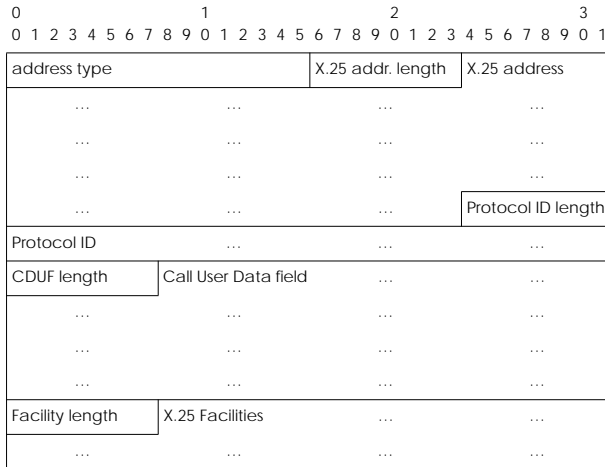 0 1 2 3
0 1 2 3 4 5 6 7 8 9 0 1 2 3 4 5 6 7 8 9 0 1 2 3 4 5 6 7 8 9 0 1
address type X.25 addr. length X.25 address
... ... ... ...
... ... ... ...
... ... ... ...
... ... ... Protocol ID length
Protocol ID ... ... ...
CDUF length Call User Data field ... ...
... ... ... ...
... ... ... ...
... ... ... ...
Facility length X.25 Facilities ... ...
... ... ... ...